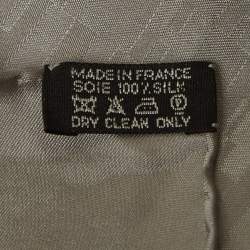 MADE IN FRANCE
SOIE 100% SILK
DRY CLEAN ONLY